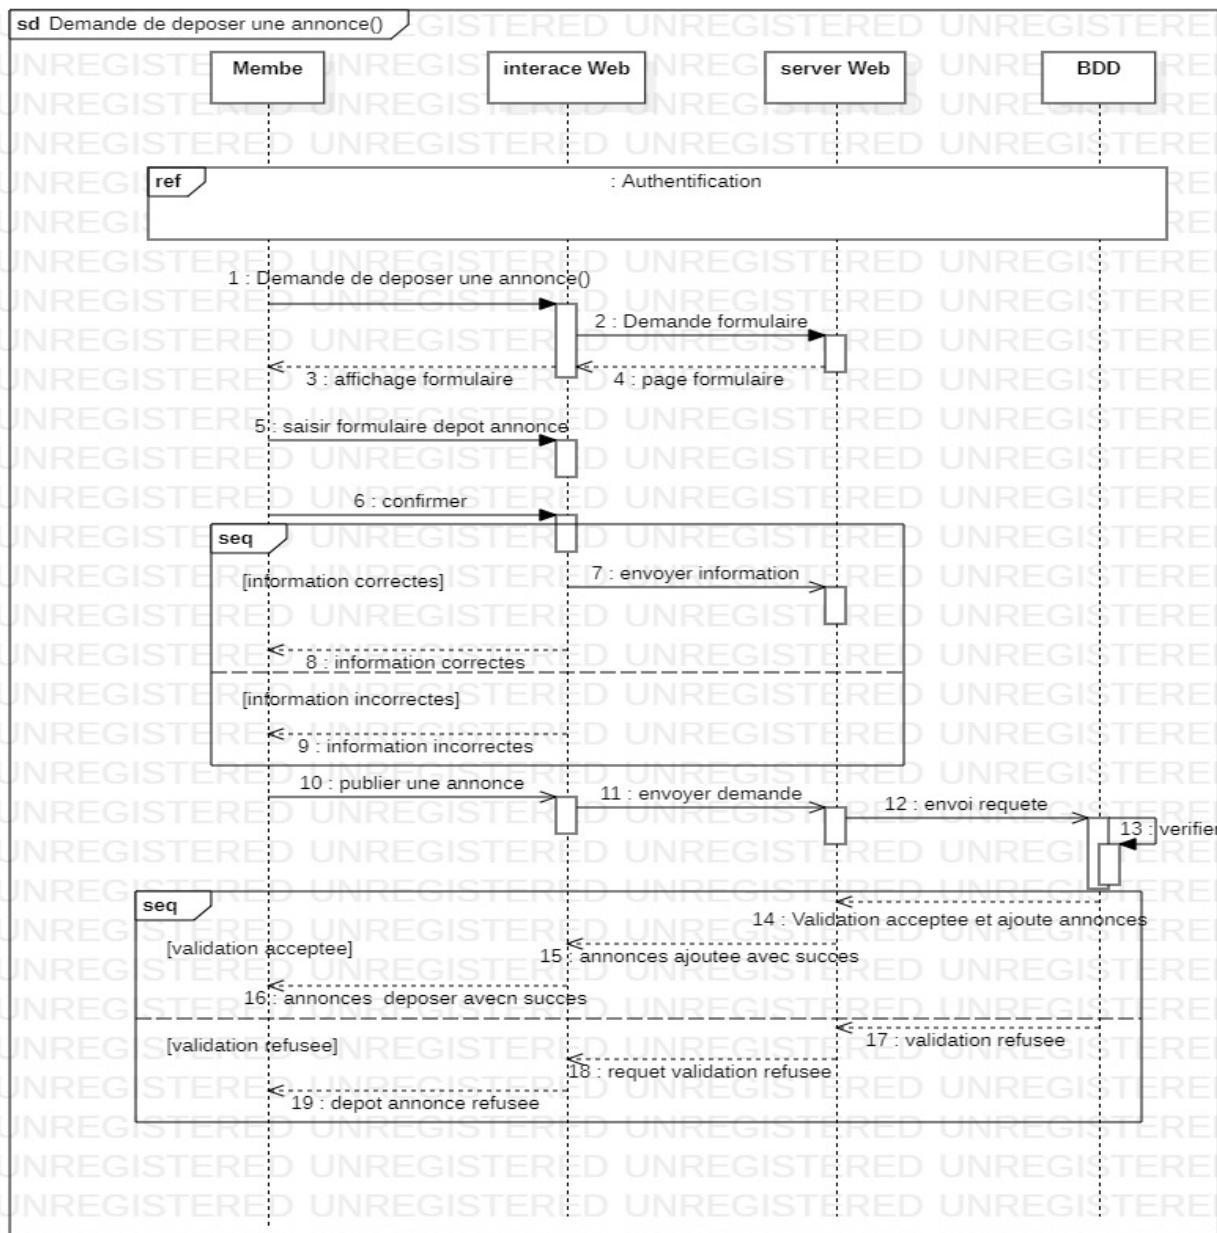 sd Demande de deposer une annonce()
Membe
interace Web
server Web
BDD
ref
: Authentification
1 : Demande de deposer une annonce()
2 : Demande formulaire
3 : affichage formulaire
4 : page formulaire
5 : saisir formulaire depot annonce
6 : confirmer
seq
[information correctes]
7 : envoyer information
8 : information correctes
[information incorrectes]
9 : information incorrectes
10 : publier une annonce
11 : envoyer demande
12 : envoi requete
13 : verifier
seq
14 : Validation acceptee et ajoute annonces
[validation acceptee]
15 : annonces ajoutee avec succes
16 : annonces  deposer avecn succes
17 : validation refusee
[validation refusee]
18 : requet validation refusee
19 : depot annonce refusee
UNREGISTERED